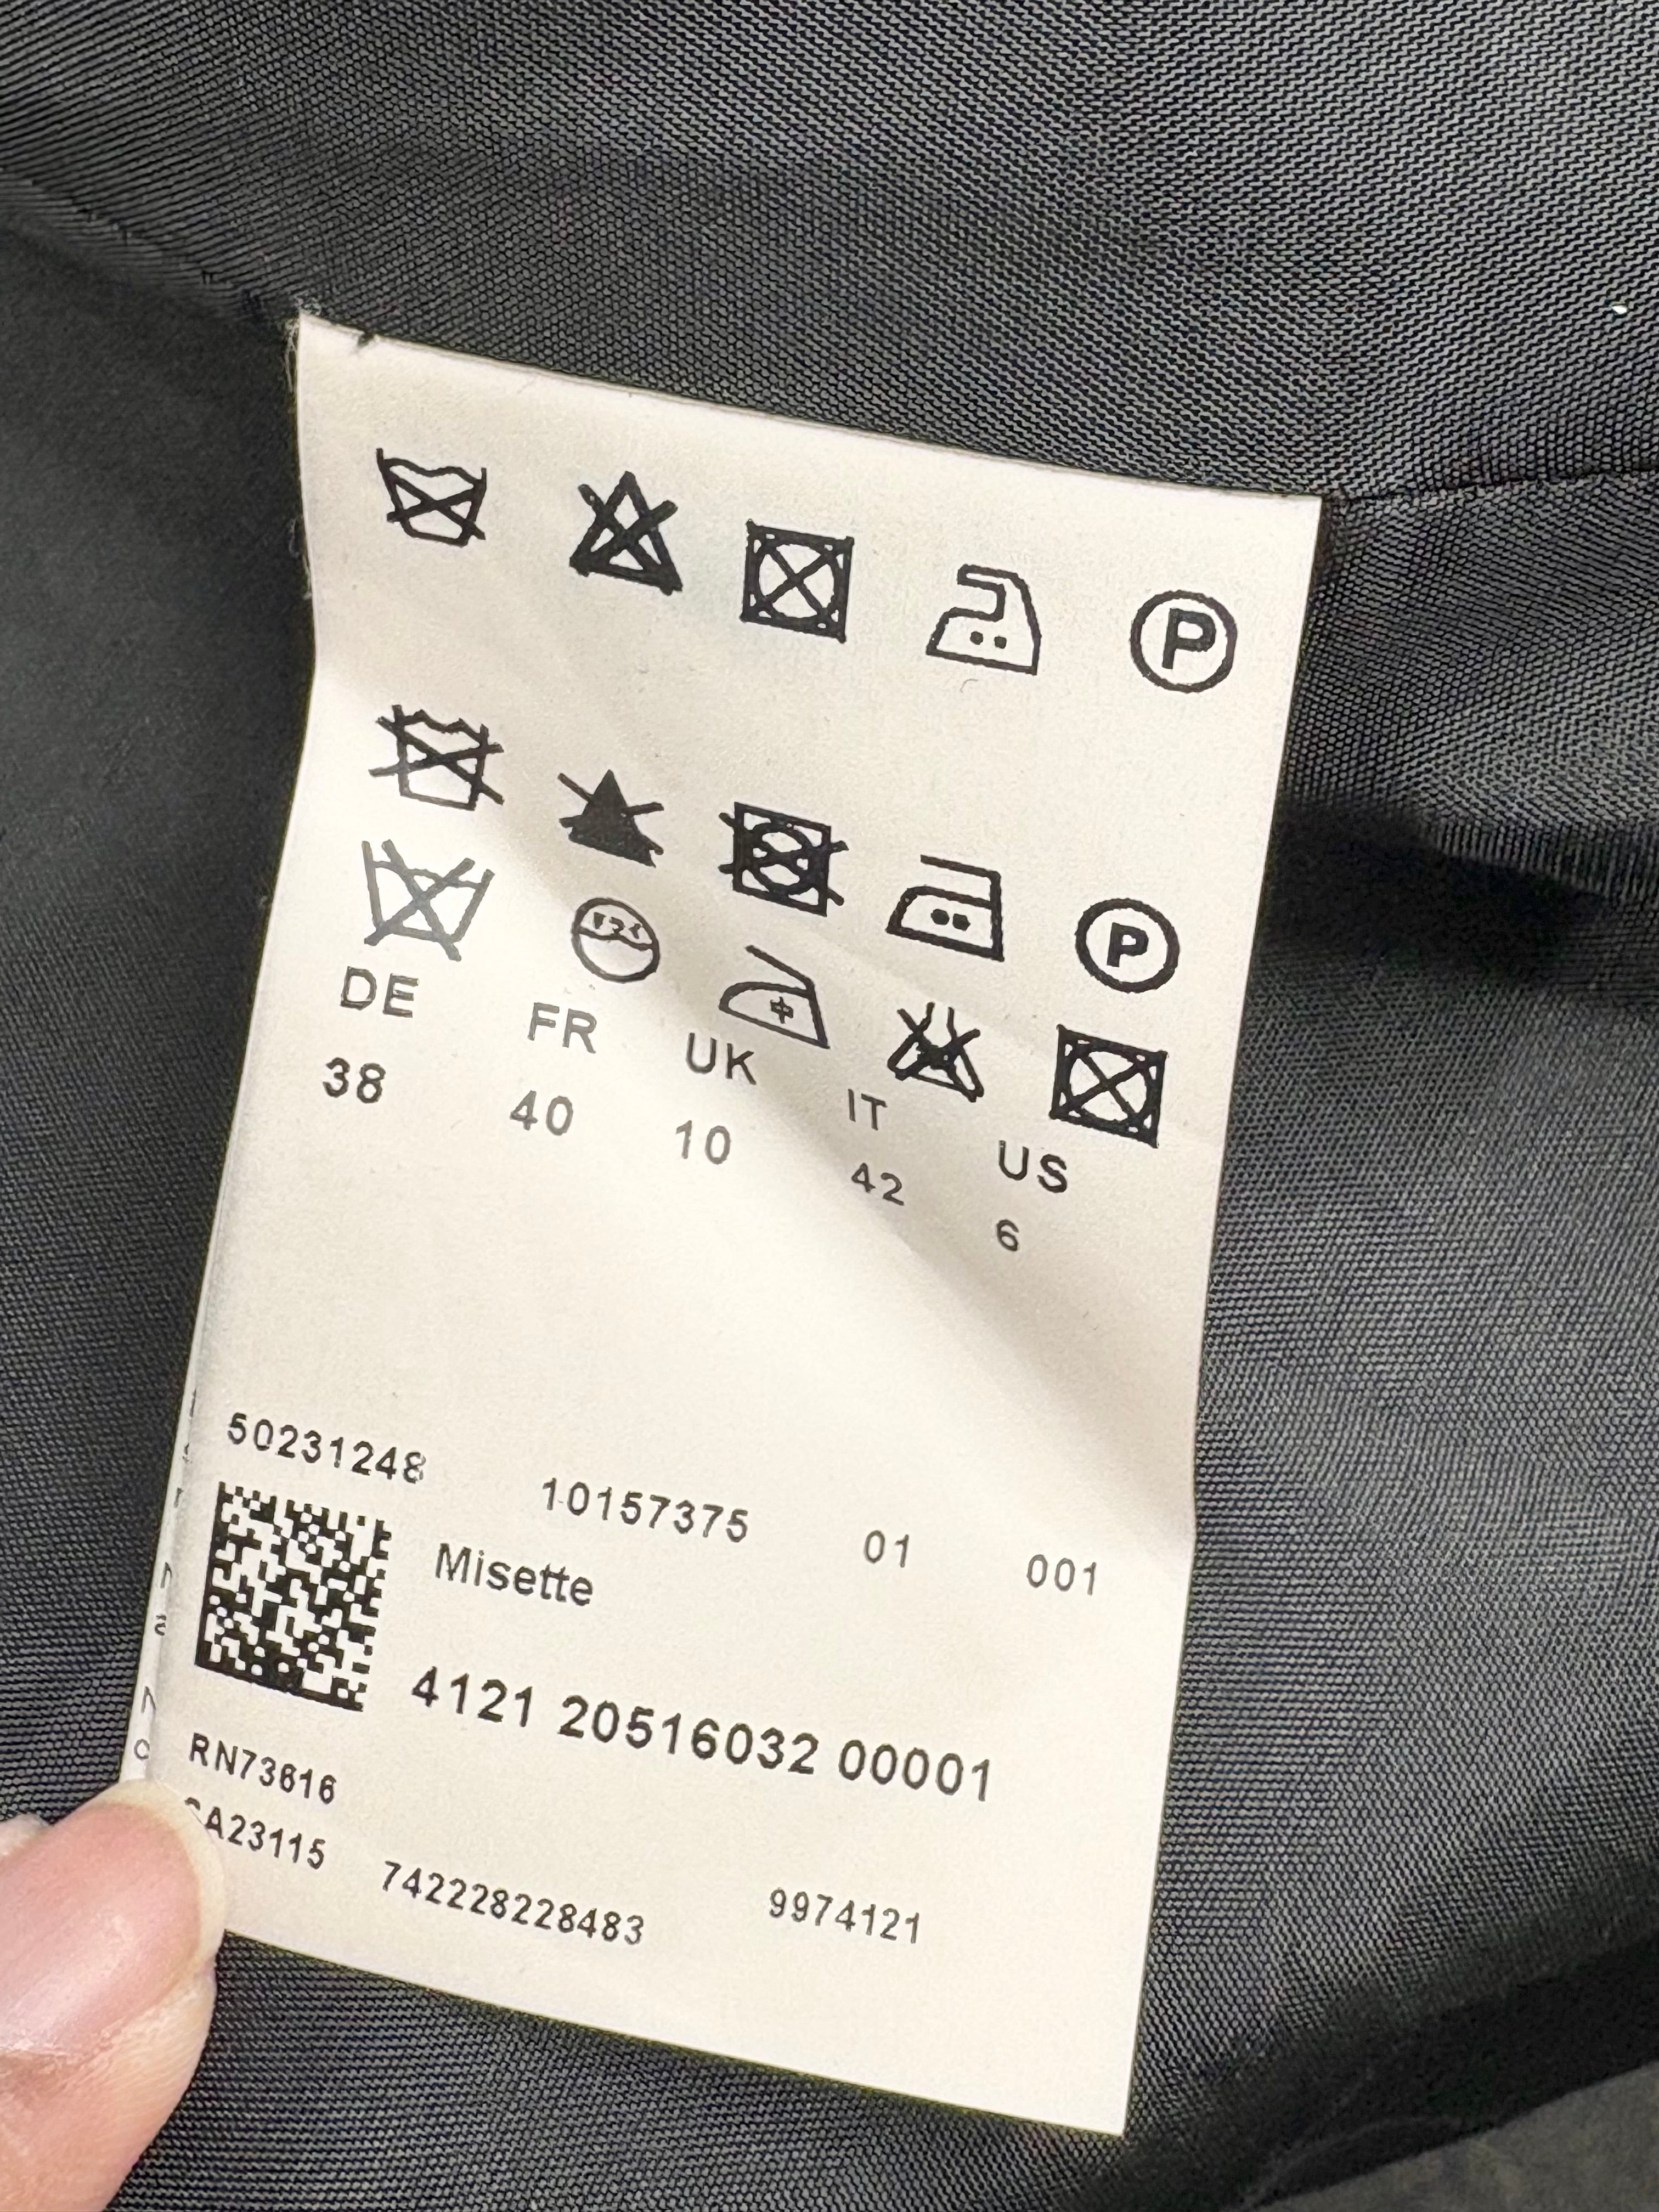 P
P
DE FR UK IT US
38 40 10 42 6
50231248 10157375 01 001
Misette
4121 20516032 00001
RN73616
CA23115 742228228483 9974121